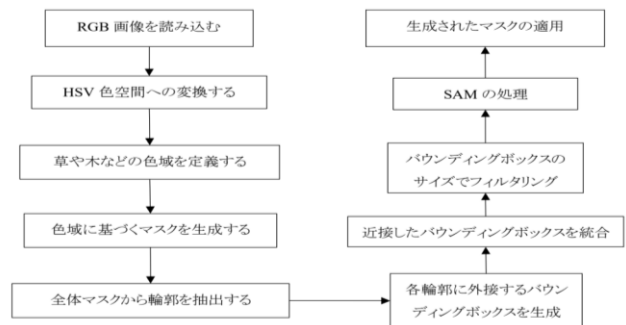 RGB 画像を読み込む
HSV 色空間への変換する
草や木などの色域を定義する
色域に基づくマスクを生成する
全体マスクから輪郭を抽出する
各輪郭に外接するバウン
ディングボックスを生成
近接したバウンディングボックスを統合
バウンディングボックスの
サイズでフィルタリング
SAM の処理
生成されたマスクの適用